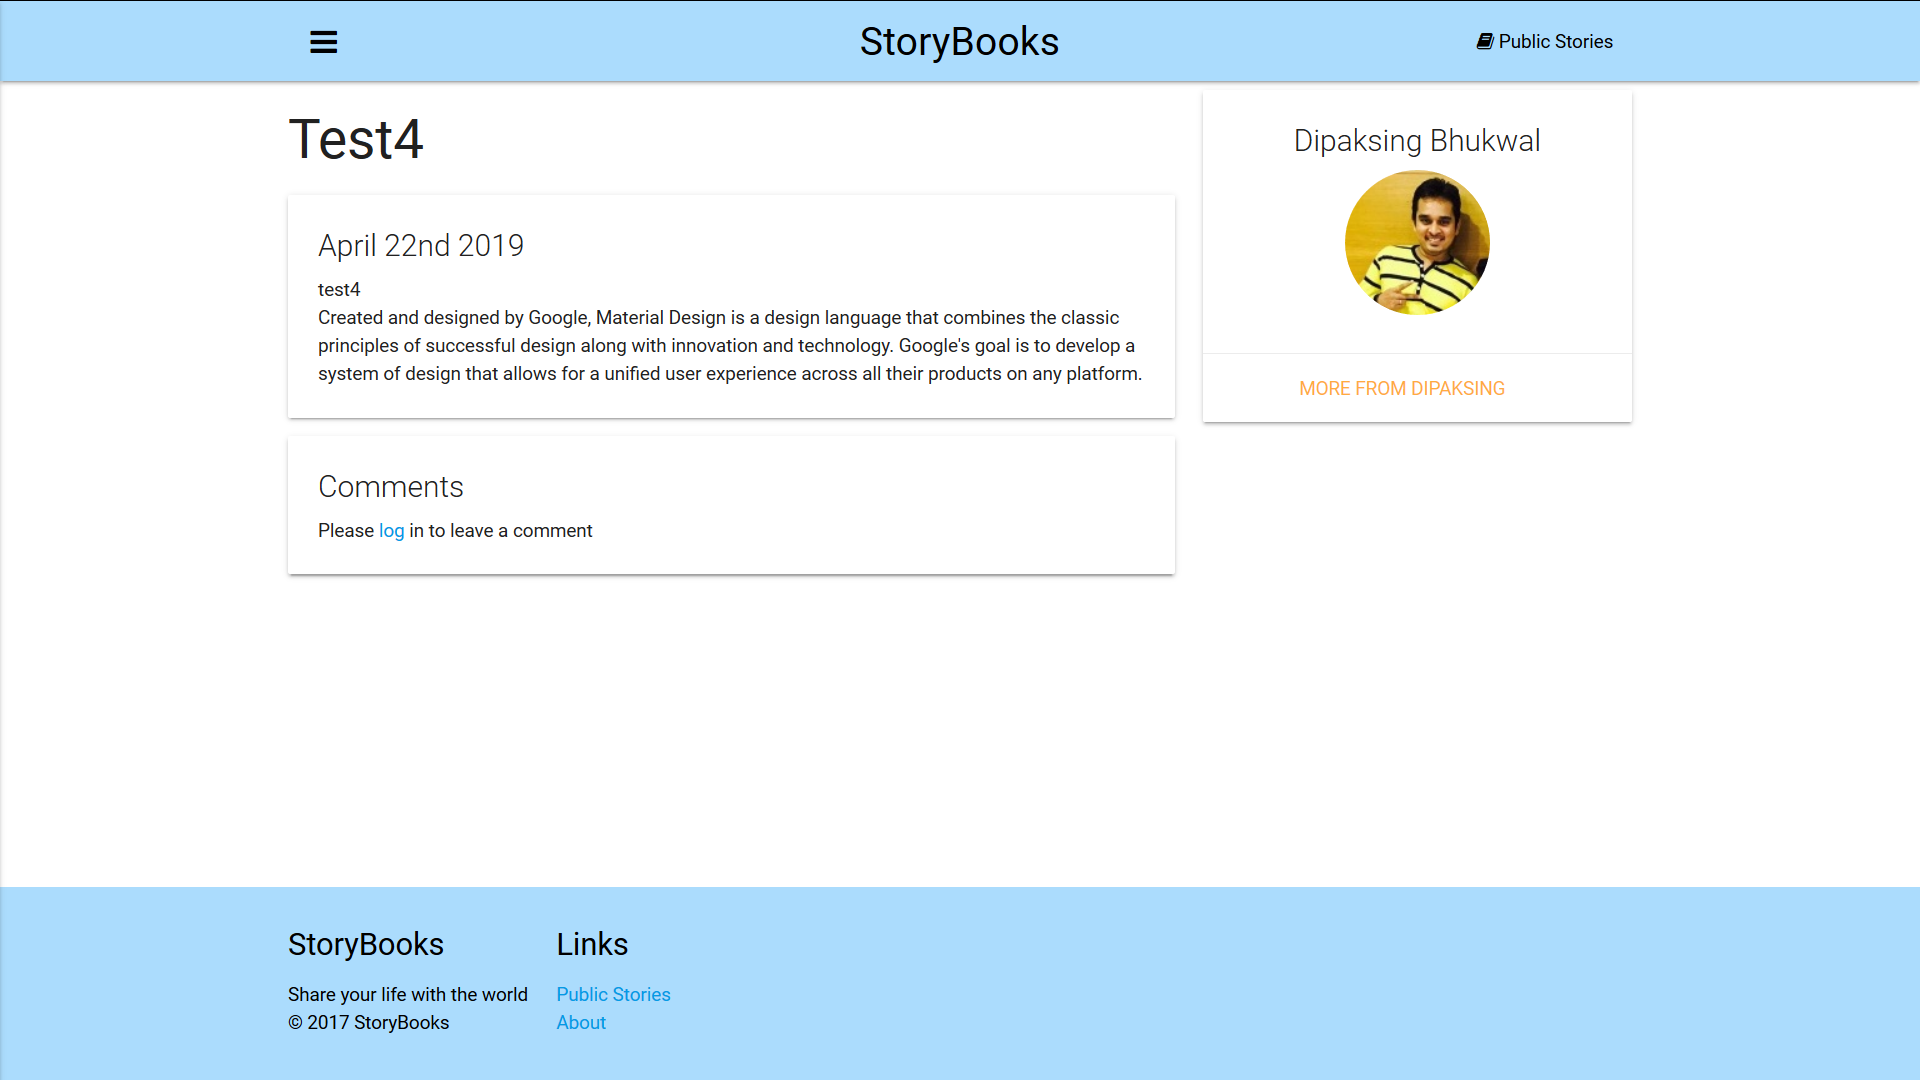 StoryBooks
Public Stories
Test4
April 22nd 2019
test4
Created and designed by Google, Material Design is a design language that combines the classic
principles of successful design along with innovation and technology. Google's goal is to develop a
system of design that allows for a unified user experience across all their products on any platform.
Comments
Please log in to leave a comment
Dipaksing Bhukwal
MORE FROM DIPAKSING
StoryBooks
Share your life with the world
© 2017 StoryBooks
Links
Public Stories
About